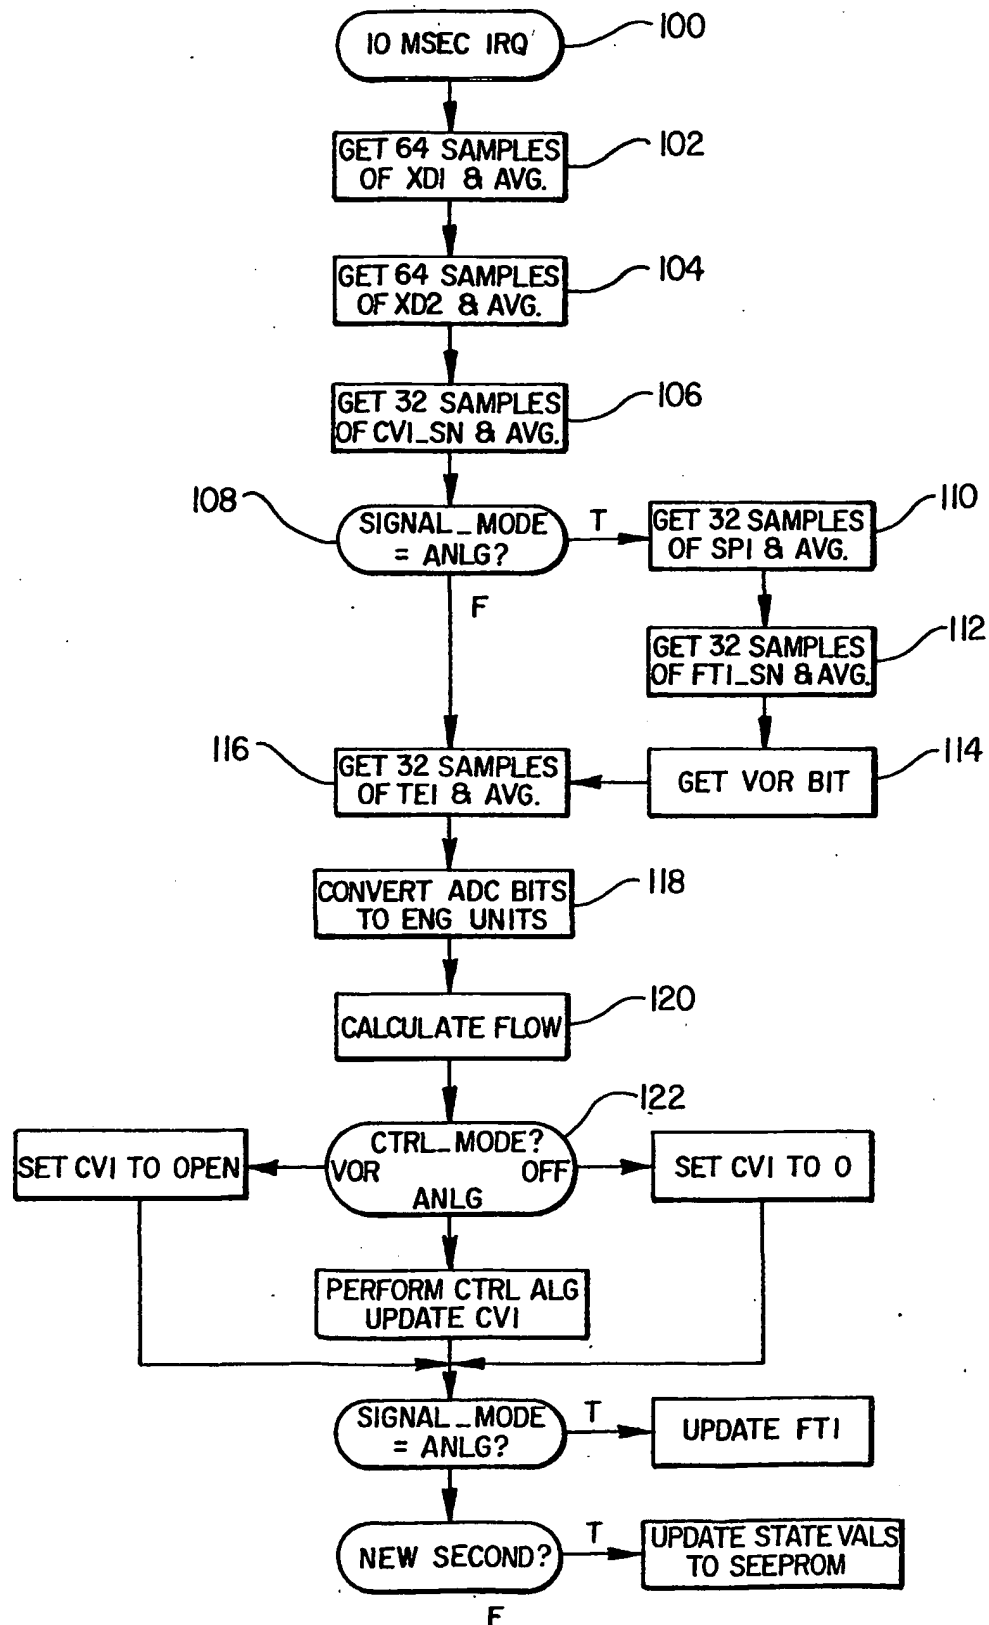 10 MSEC IRQ
100
GET 64 SAMPLES
OF XD1 & AVG.
102
GET 64 SAMPLES
OF XD2 & AVG.
104
GET 32 SAMPLES
OF CV1_SN & AVG.
106
108
SIGNAL_MODE
= ANLG?
T
F
GET 32 SAMPLES
OF SP1 & AVG.
110
GET 32 SAMPLES
OF FT1_SN & AVG.
112
GET VOR BIT
114
116
GET 32 SAMPLES
OF TE1 & AVG.
CONVERT ADC BITS
TO ENG UNITS
118
CALCULATE FLOW
120
CTRL_MODE?
VOR OFF
ANLG
122
SET CV1 TO OPEN
SET CV1 TO 0
PERFORM CTRL ALG
UPDATE CV1
SIGNAL_MODE
= ANLG?
T
UPDATE FT1
NEW SECOND?
T
UPDATE STATE VALS
TO SEEPROM
F